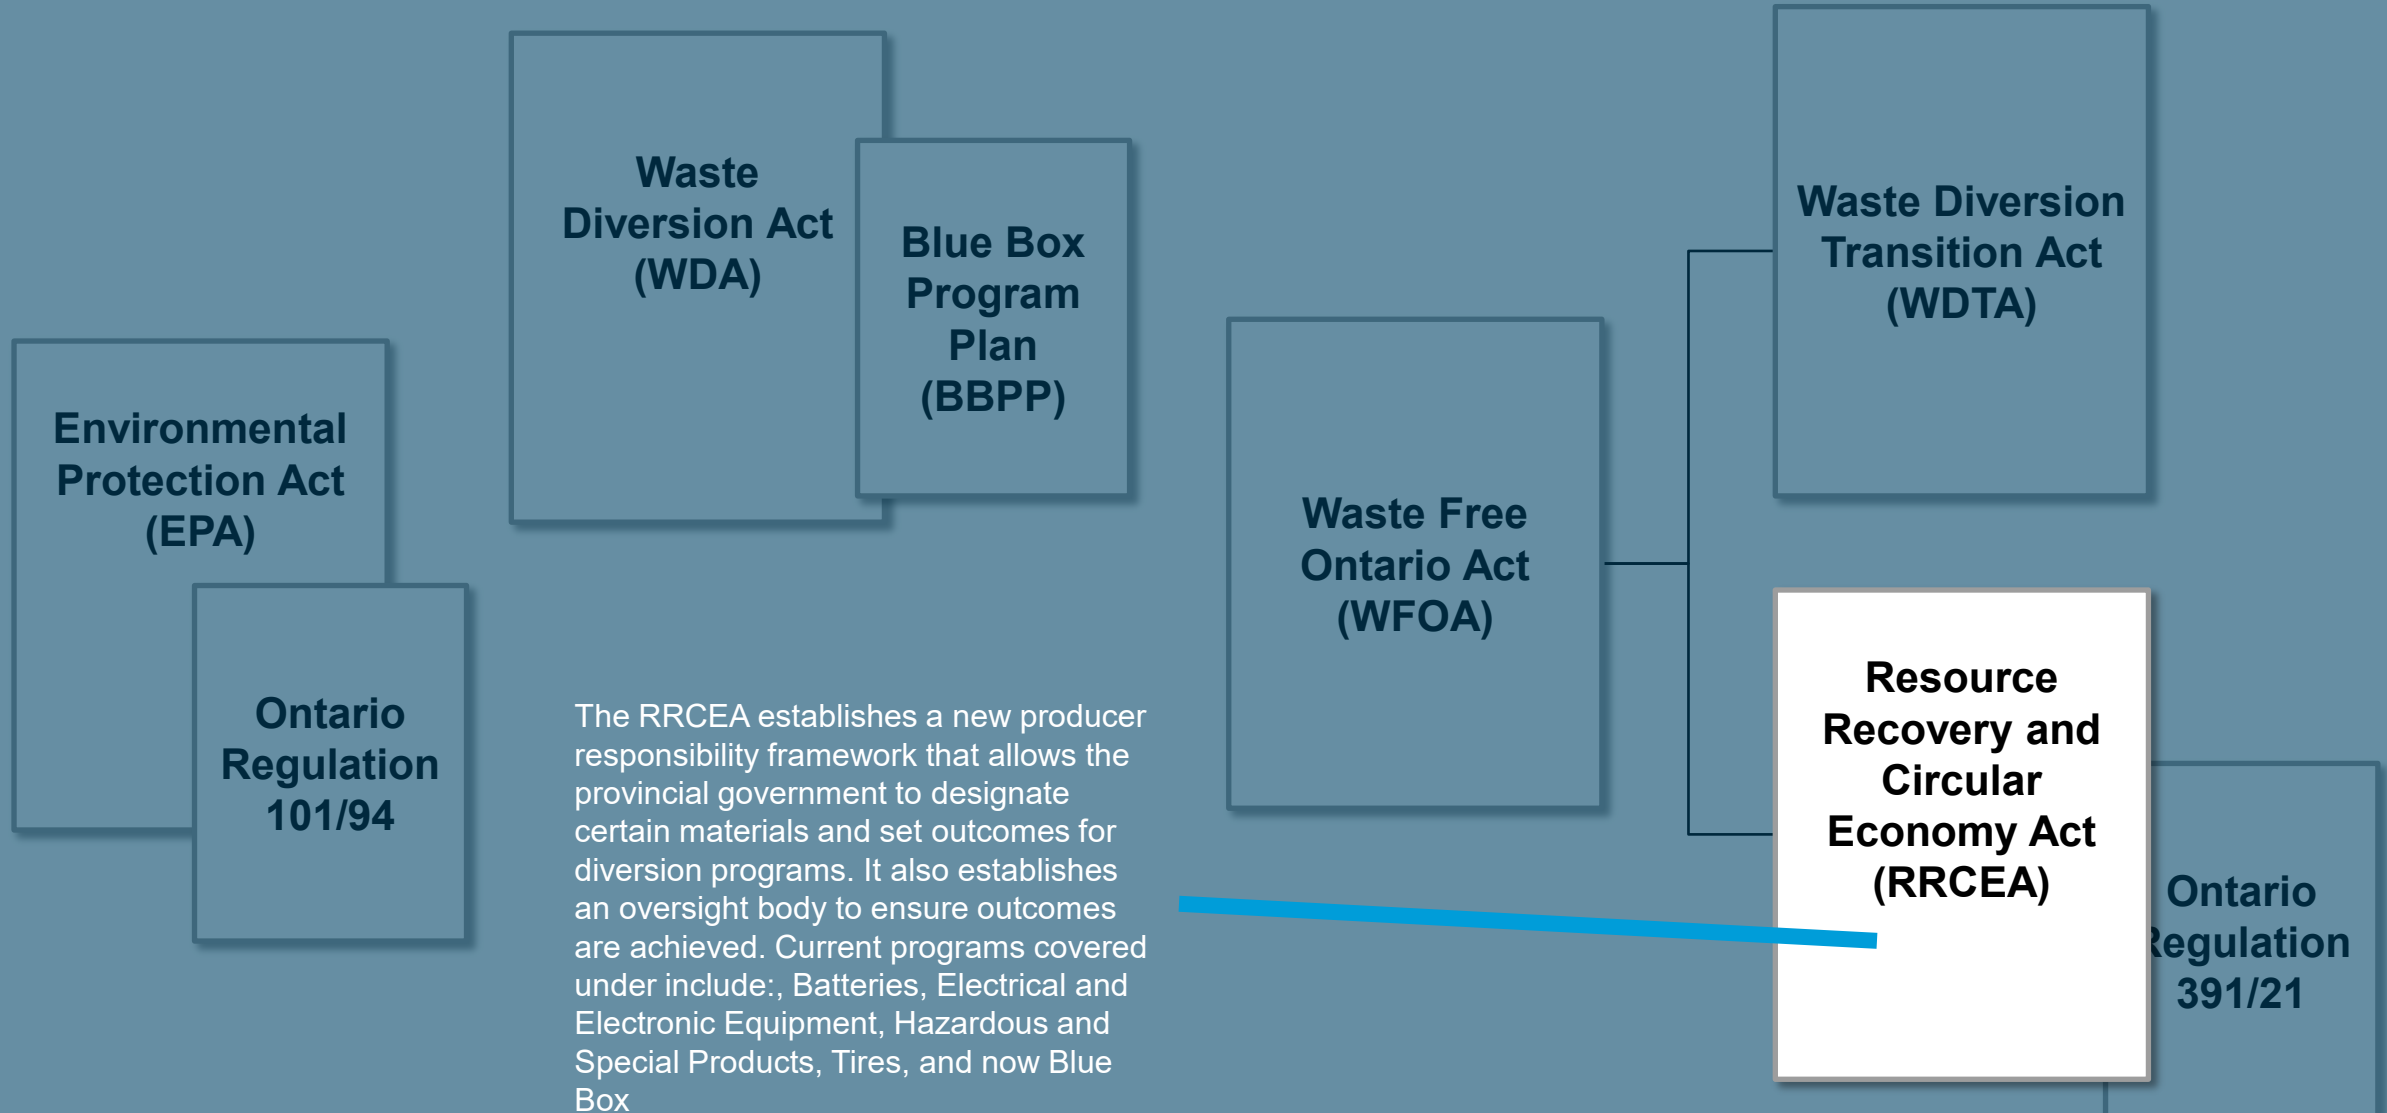 Environmental
Protection Act
(EPA)
Ontario
Regulation
101/94
Waste
Diversion Act
(WDA)
Blue Box
Program
Plan
(BBPP)
Waste Free
Ontario Act
(WFOA)
Waste Diversion
Transition Act
(WDTA)
Resource
Recovery and
Circular
Economy Act
(RRCEA)
Ontario
Regulation
391/21
The RRCEA establishes a new producer
responsibility framework that allows the
provincial government to designate
certain materials and set outcomes for
diversion programs. It also establishes
an oversight body to ensure outcomes
are achieved. Current programs covered
under include:, Batteries, Electrical and
Electronic Equipment, Hazardous and
Special Products, Tires, and now Blue
Box